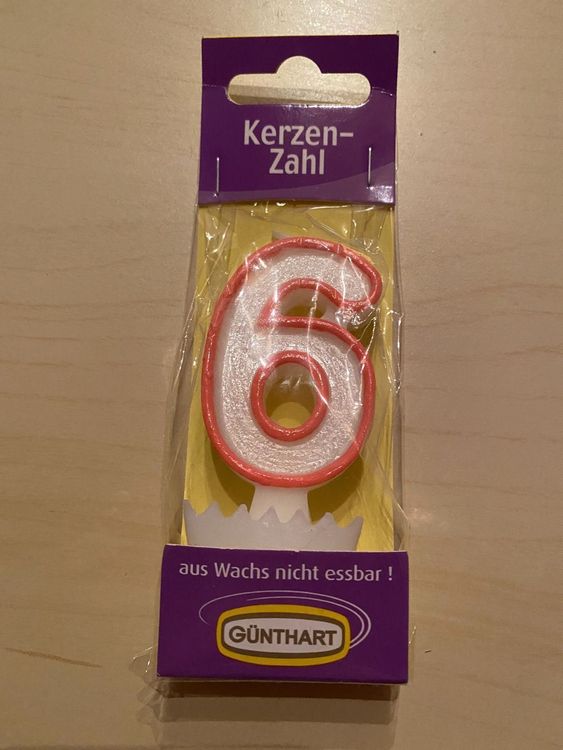 Kerzen-
Zahl
6
aus Wachs nicht essbar !
GÜNTHART